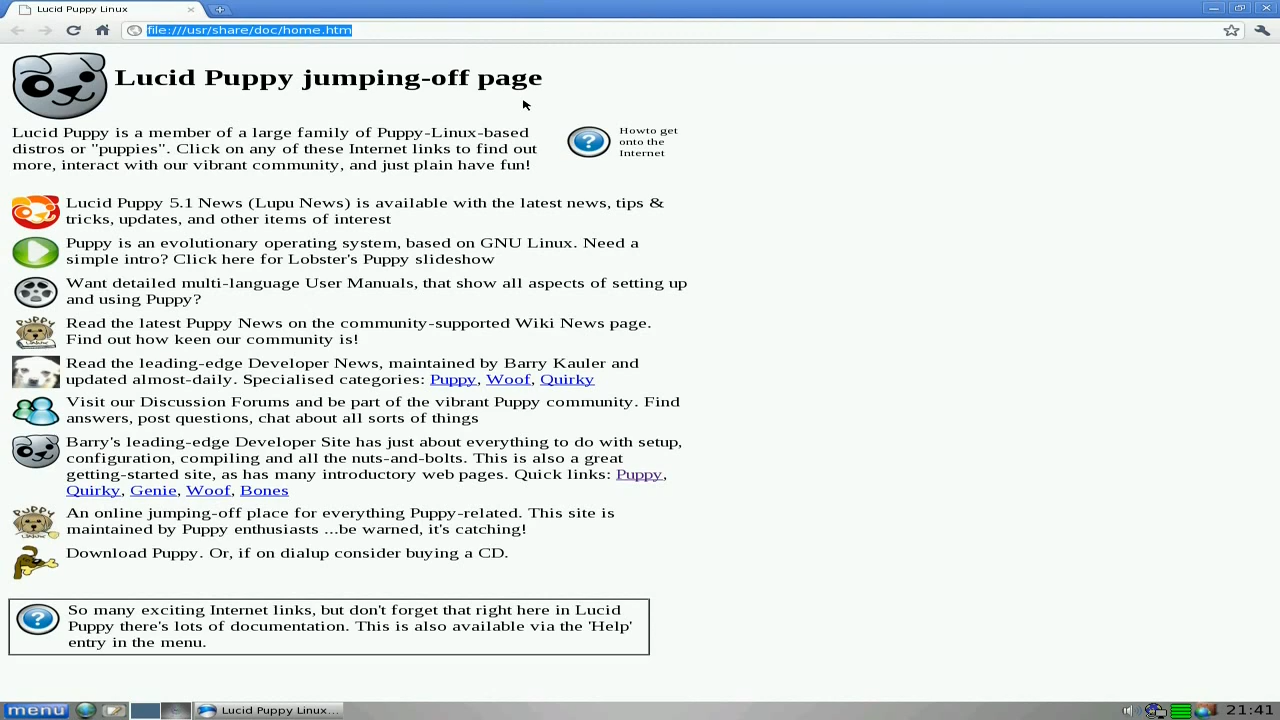 Lucid Puppy Linux
file:///usr/share/doc/home.htm
Lucid Puppy jumping-off page
Lucid Puppy is a member of a large family of Puppy-Linux-based
distros or "puppies". Click on any of these Internet links to find out
more, interact with our vibrant community, and just plain have fun!
Howto get
onto the
Internet
Lucid Puppy 5.1 News (Lupu News) is available with the latest news, tips &
tricks, updates, and other items of interest
Puppy is an evolutionary operating system, based on GNU Linux. Need a
simple intro? Click here for Lobster's Puppy slideshow
Want detailed multi-language User Manuals, that show all aspects of setting up
and using Puppy?
Read the latest Puppy News on the community-supported Wiki News page.
Find out how keen our community is!
Read the leading-edge Developer News, maintained by Barry Kauler and
updated almost-daily. Specialised categories: Puppy, Woof, Quirky
Visit our Discussion Forums and be part of the vibrant Puppy community. Find
answers, post questions, chat about all sorts of things
Barry's leading-edge Developer Site has just about everything to do with setup,
configuration, compiling and all the nuts-and-bolts. This is also a great
getting-started site, as has many introductory web pages. Quick links: Puppy,
Quirky, Genie, Woof, Bones
An online jumping-off place for everything Puppy-related. This site is
maintained by Puppy enthusiasts ...be warned, it's catching!
Download Puppy. Or, if on dialup consider buying a CD.
So many exciting Internet links, but don't forget that right here in Lucid
Puppy there's lots of documentation. This is also available via the 'Help'
entry in the menu.
menu
Lucid Puppy Linux...
21:41